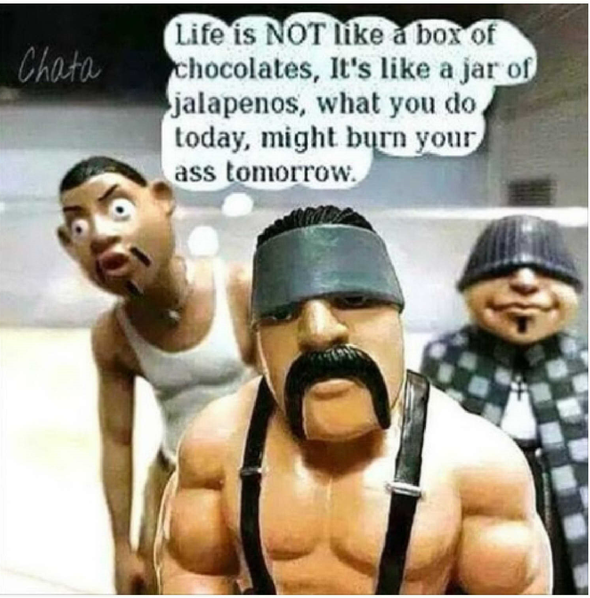 Chata
Life is NOT like a box of
chocolates, It's like a jar of
jalapenos, what you do
today, might burn your
ass tomorrow.